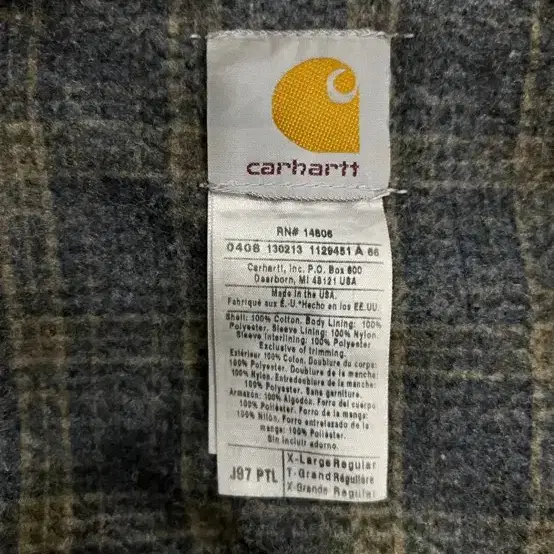 carhartt
RN# 14806
0408 130213 1129451 A 66
Carhartt, Inc. P.O. Box 600
Dearborn, MI 48121 USA
Made in the USA.
Fabriqué aux É.-U.*Hecho en los EE.UU.
Shell: 100% Cotton. Body Lining: 100%
Polyester. Sleeve Lining: 100% Nylon.
Sleeve Interlining: 100% Polyester
Exclusive of trimming.
Extérieur 100% Coton. Doublure du corps:
100% Polyester. Doublure de la manche:
100% Nylon. Entredoublure de la manche:
100% Polyester. Sans garniture.
Armazón: 100% Algodón. Forro del cuerpo
100% Poliéster. Forro de la manga:
100% Nilón. Forro entrelazado de la
manga: 100% Poliéster.
Sin incluir adorno.
J97 PTL
X-Large Regular
T-Grand Régulière
X-Grande Regular